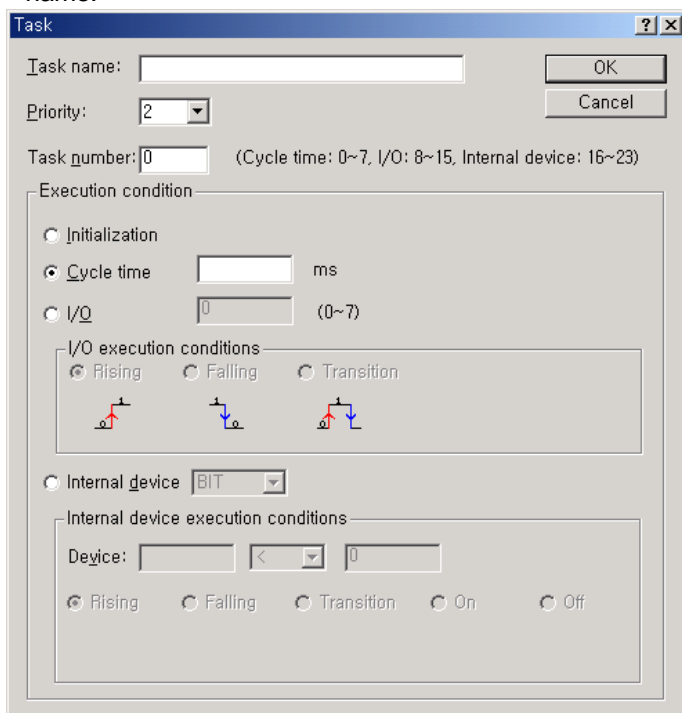 name.
Task
Task name:
OK
Priority: 2
Cancel
Task number: 0 (Cycle time: 0~7, I/O: 8~15, Internal device: 16~23)
Execution condition
Initialization
Cycle time ms
I/O 0 (0~7)
I/O execution conditions
Rising Falling Transition
0 1 1 0 0 1
Internal device BIT
Internal device execution conditions
Device: < 0
Rising Falling Transition On Off